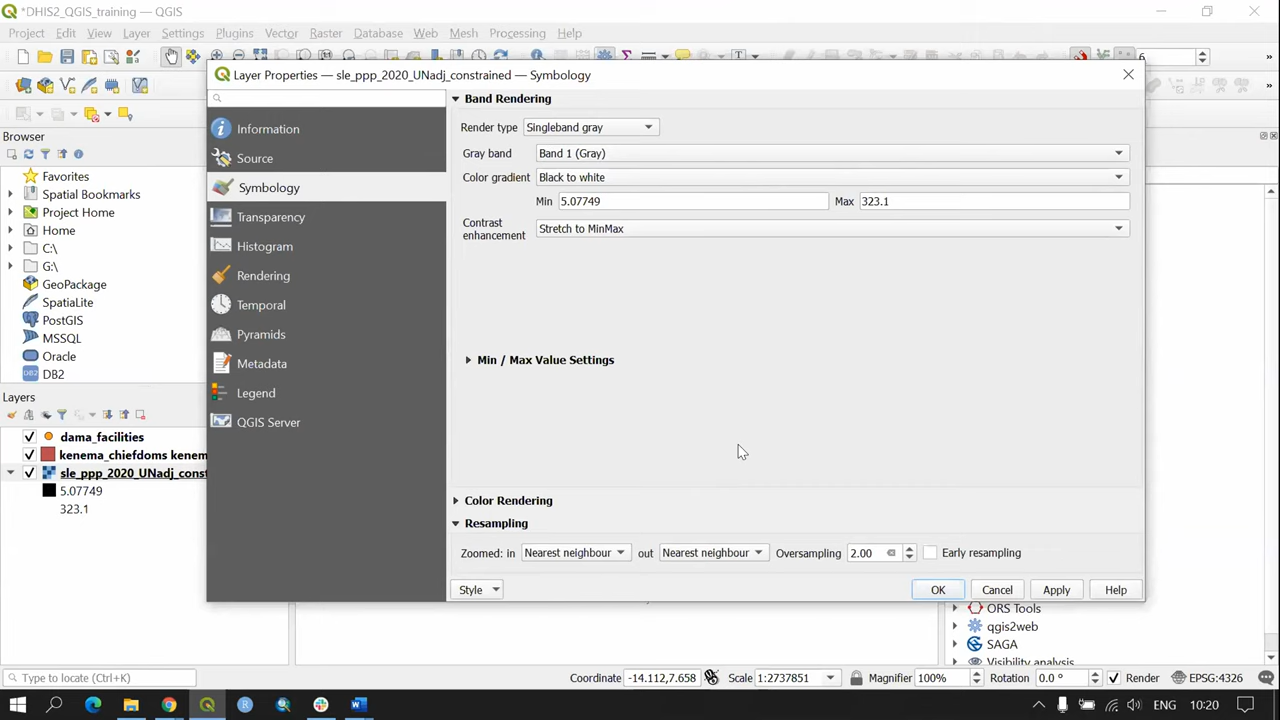 *DHIS2_QGIS_training — QGIS
Project Edit View Layer Settings Plugins Vector Raster Database Web Mesh Processing Help
Layer Properties — sle_ppp_2020_UNadj_constrained — Symbology
6
Information
Source
Symbology
Transparency
Histogram
Rendering
Temporal
Pyramids
Metadata
Legend
QGIS Server
Band Rendering
Render type Singleband gray
Gray band Band 1 (Gray)
Color gradient Black to white
Min 5.07749 Max 323.1
Contrast
enhancement Stretch to MinMax
Min / Max Value Settings
Color Rendering
Resampling
Zoomed: in Nearest neighbour out Nearest neighbour Oversampling 2.00 Early resampling
Style OK Cancel Apply Help
Browser
Favorites
Spatial Bookmarks
Project Home
Home
C:\
G:\
GeoPackage
SpatiaLite
PostGIS
MSSQL
Oracle
DB2
Layers
dama_facilities
kenema_chiefdoms kenem
sle_ppp_2020_UNadj_const
5.07749
323.1
ORS Tools
qgis2web
SAGA
Visibility analysis
Type to locate (Ctrl+K) Coordinate -14.112,7.658 Scale 1:2737851 Magnifier 100% Rotation 0.0 ° Render EPSG:4326
ENG 10:20